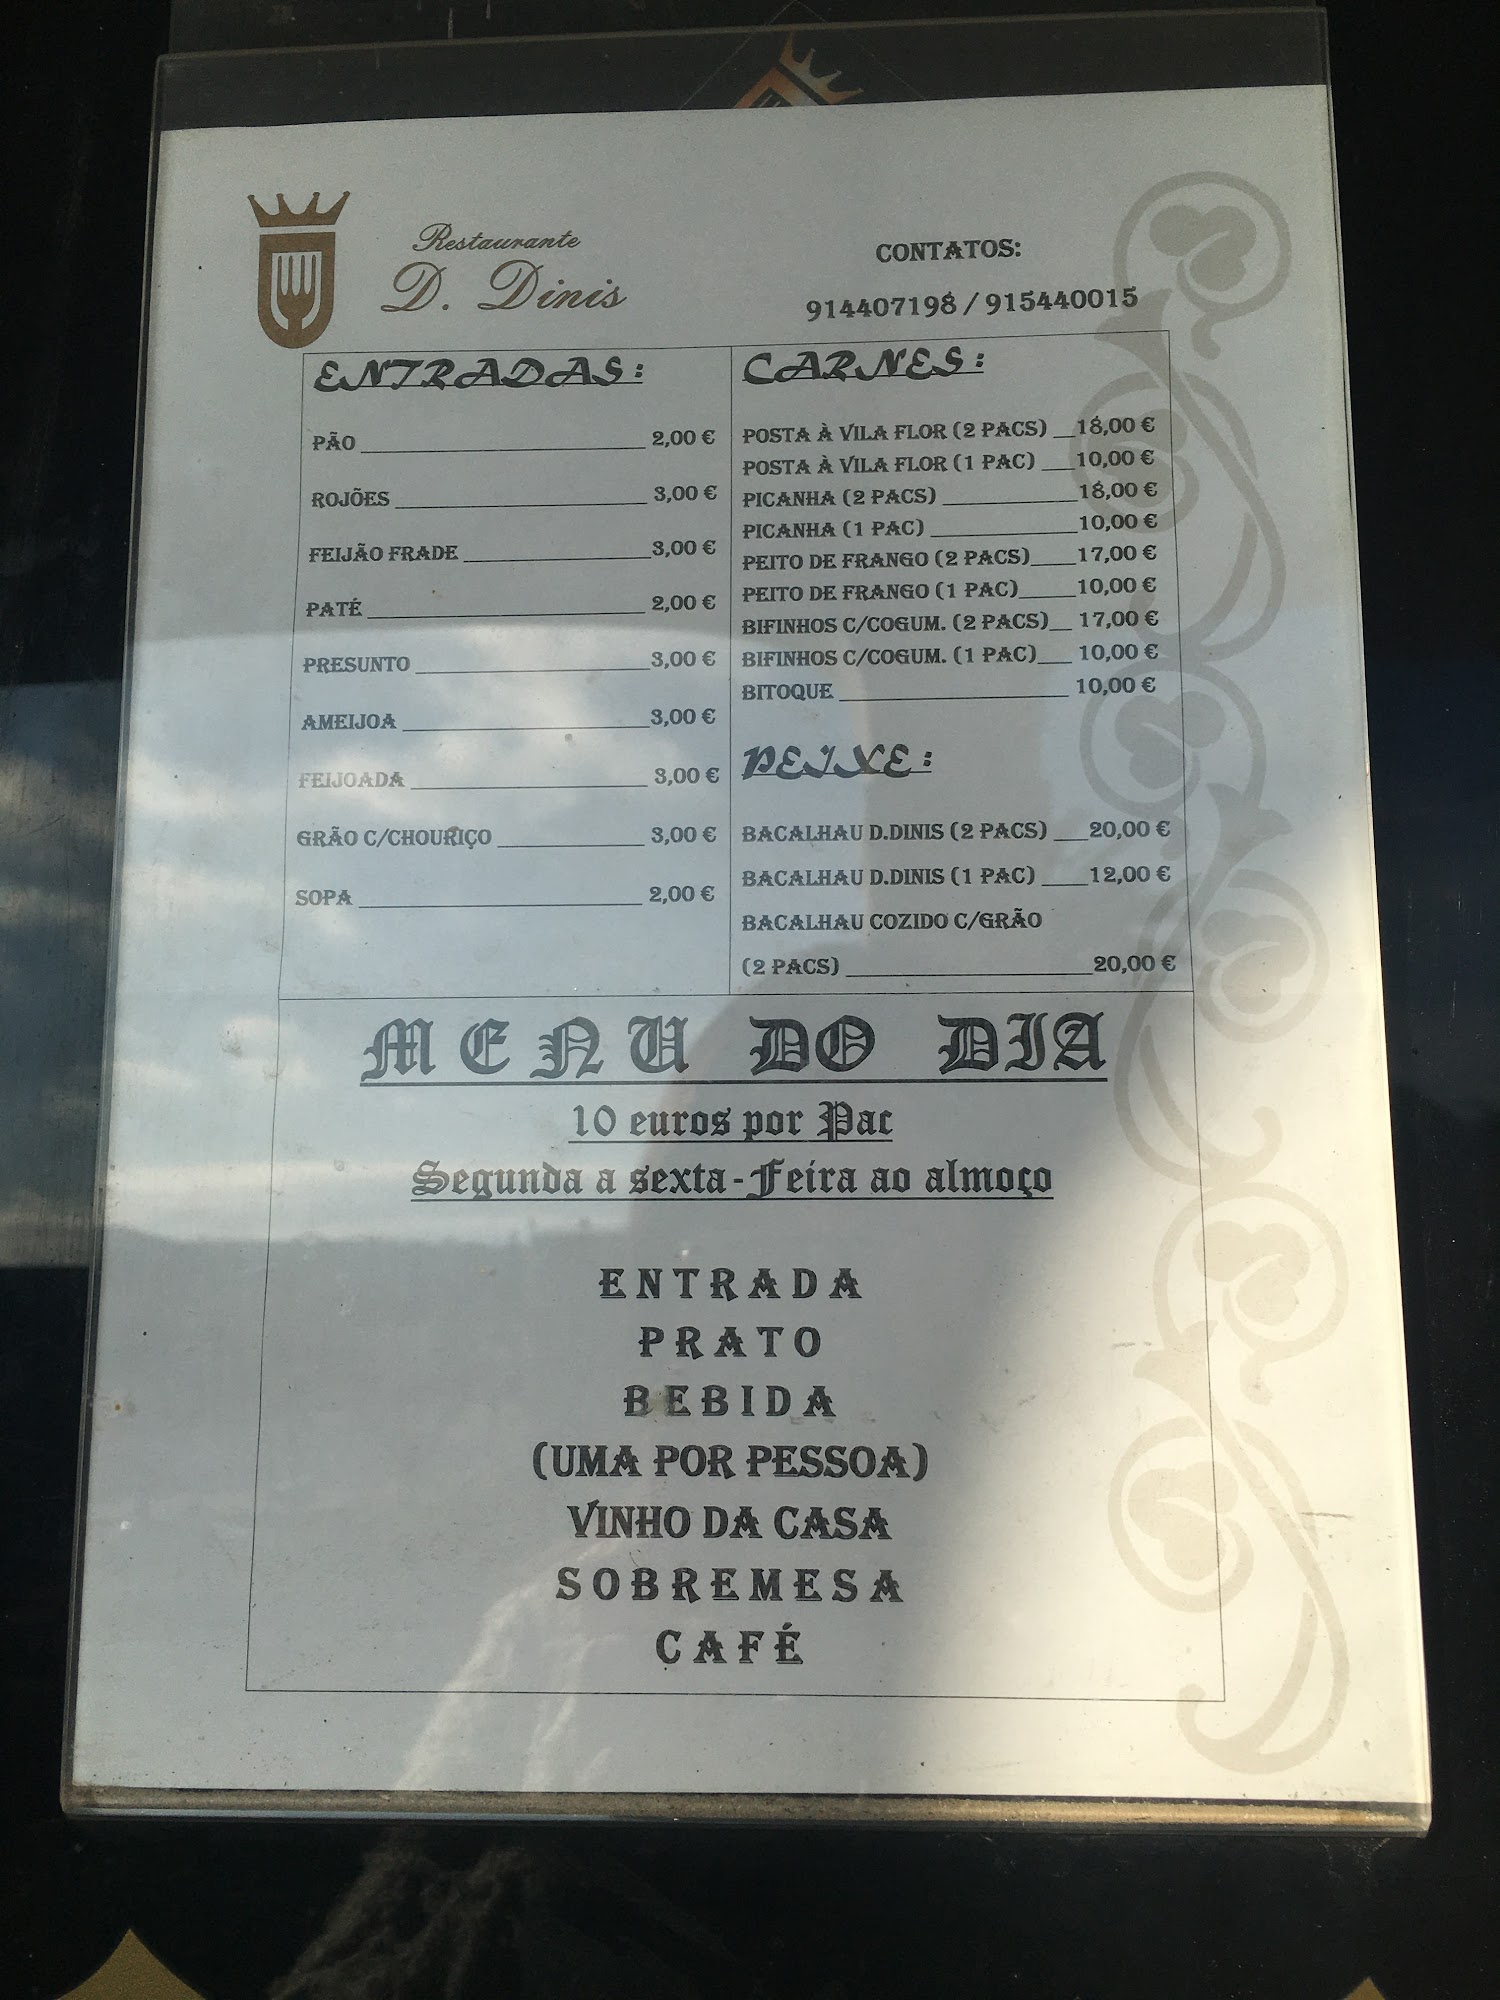 Restaurante
D. Dinis
CONTATOS:
914407198 / 915440015
ENTRADAS:
PÃO 2,00 €
ROJÕES 3,00 €
FEIJÃO FRADE 3,00 €
PATÉ 2,00 €
PRESUNTO 3,00 €
AMEIJOA 3,00 €
FEIJOADA 3,00 €
GRÃO C/CHOURIÇO 3,00 €
SOPA 2,00 €
CARNES:
POSTA À VILA FLOR (2 PACS) 18,00 €
POSTA À VILA FLOR (1 PAC) 10,00 €
PICANHA (2 PACS) 18,00 €
PICANHA (1 PAC) 10,00 €
PEITO DE FRANGO (2 PACS) 17,00 €
PEITO DE FRANGO (1 PAC) 10,00 €
BIFINHOS C/COGUM. (2 PACS) 17,00 €
BIFINHOS C/COGUM. (1 PAC) 10,00 €
BITOQUE 10,00 €
PEIXE:
BACALHAU D.DINIS (2 PACS) 20,00 €
BACALHAU D.DINIS (1 PAC) 12,00 €
BACALHAU COZIDO C/GRÃO
(2 PACS) 20,00 €
MENU DO DIA
10 euros por Pac
Segunda a sexta-Feira ao almoço
ENTRADA
PRATO
BEBIDA
(UMA POR PESSOA)
VINHO DA CASA
SOBREMESA
CAFÉ